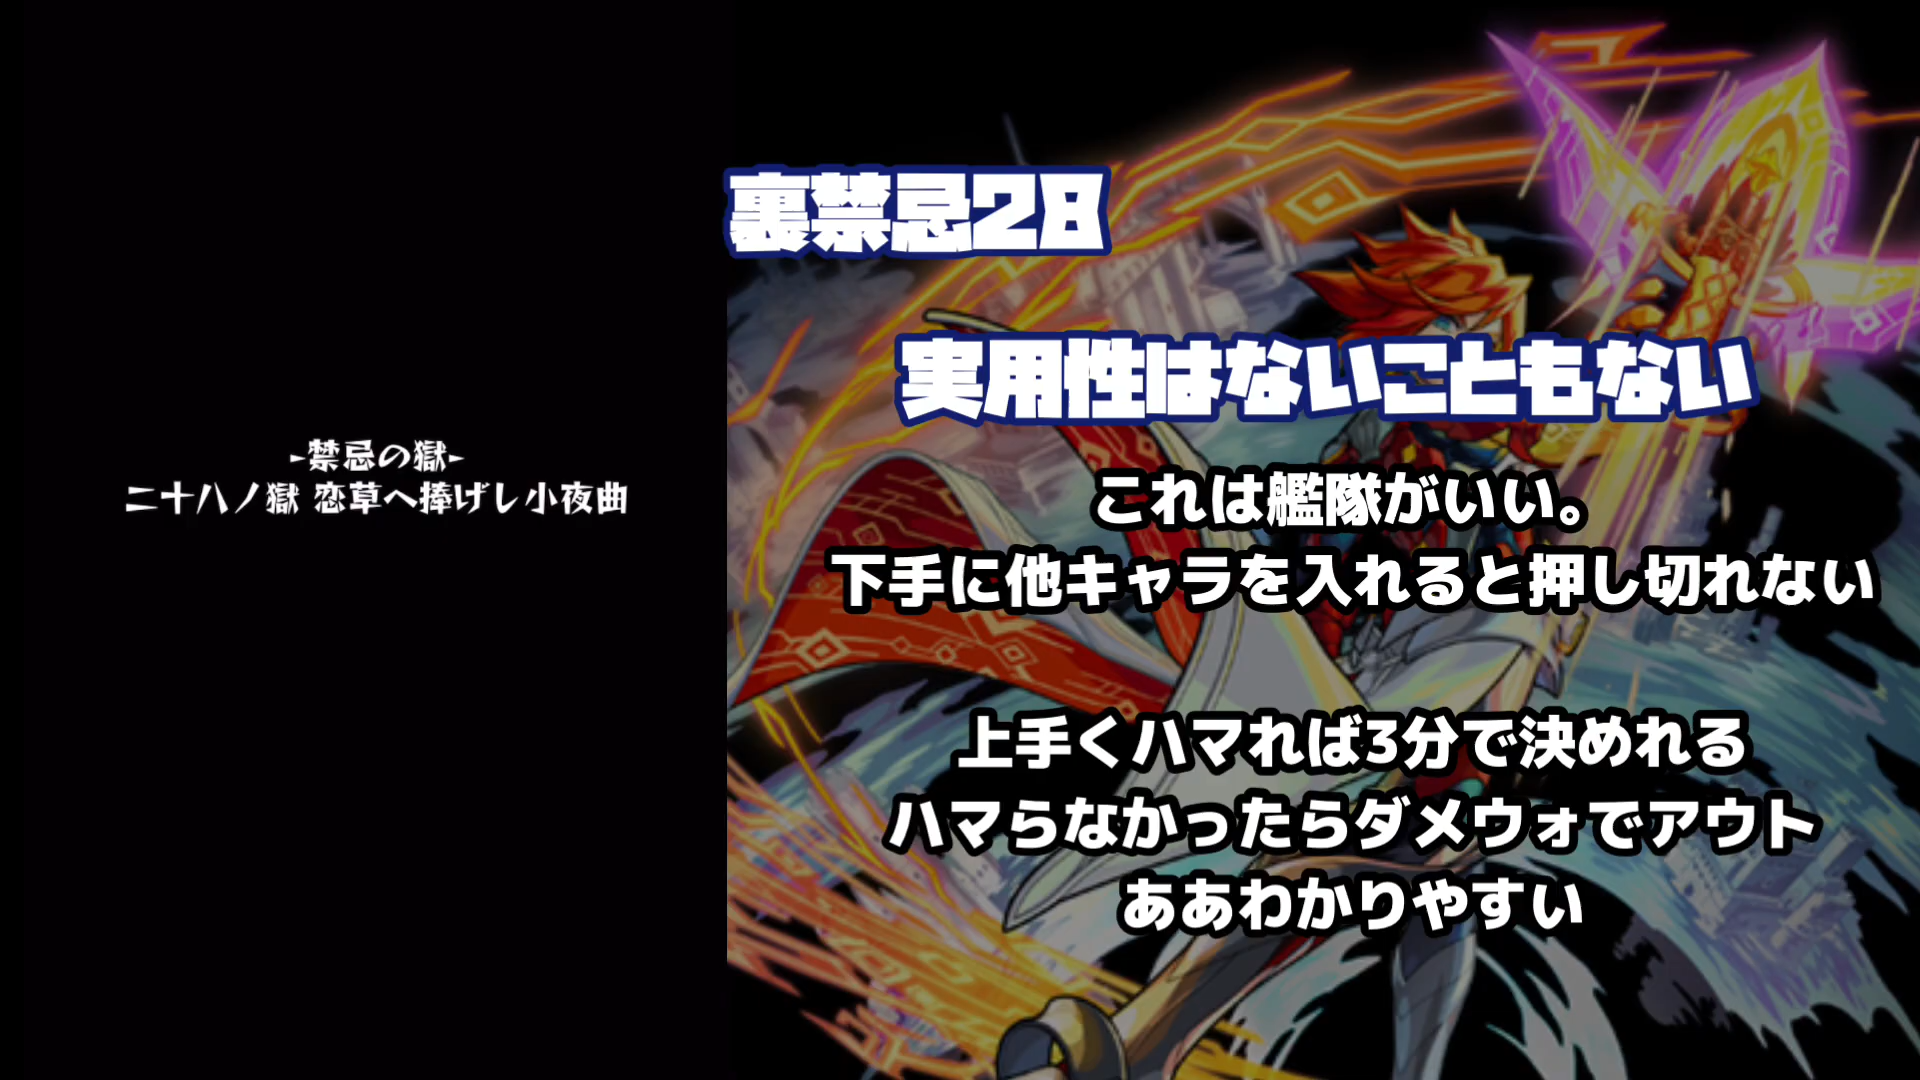 -禁忌の獄-
二十八ノ獄 恋草へ捧げし小夜曲
裏禁忌28
実用性はないこともない
これは艦隊がいい。
下手に他キャラを入れると押し切れない
上手くハマれば3分で決めれる
ハマらなかったらダメウォでアウト
ああわかりやすい